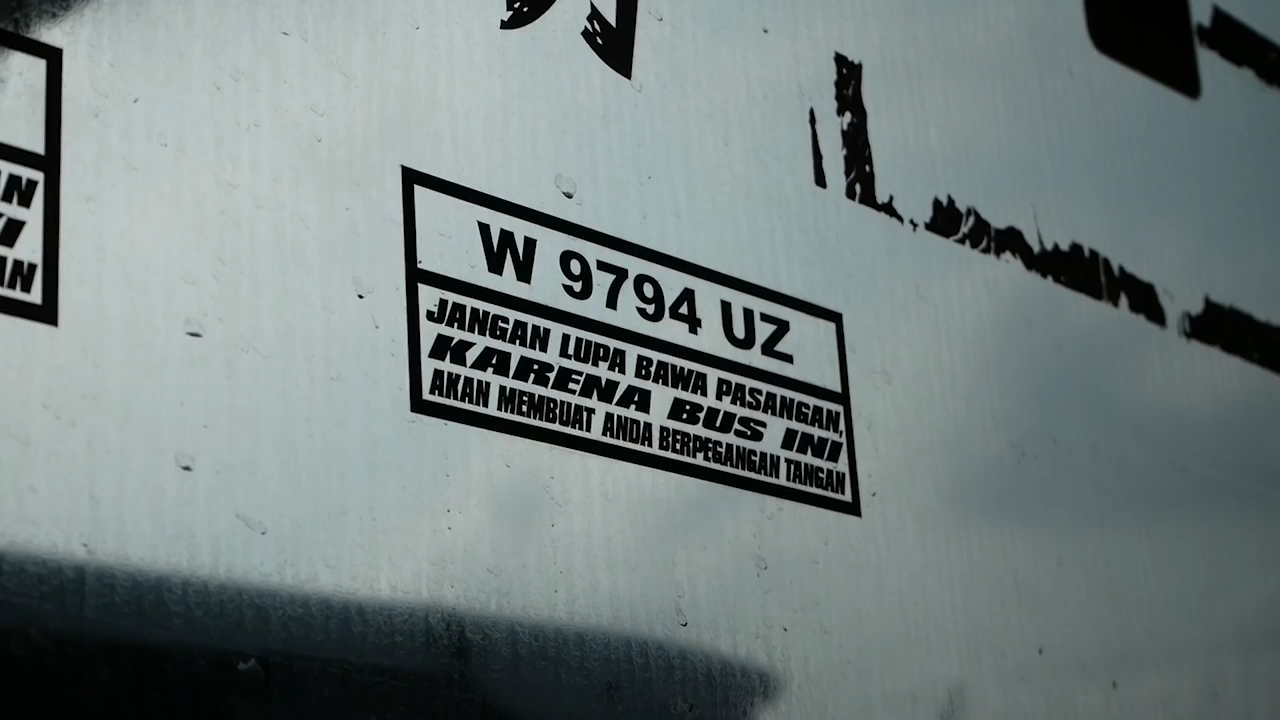 W 9794 UZ
JANGAN LUPA BAWA PASANGAN,
KARENA BUS INI
AKAN MEMBUAT ANDA BERPEGANGAN TANGAN